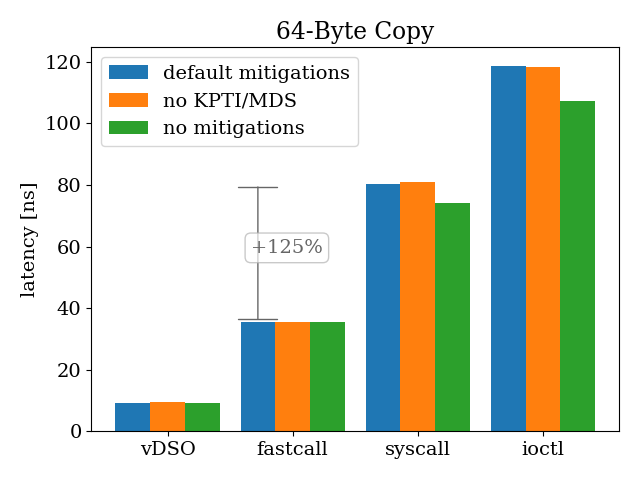 64-Byte Copy
default mitigations
no KPTI/MDS
no mitigations
latency [ns]
120
100
80
60
40
20
0
+125%
vDSO
fastcall
syscall
ioctl